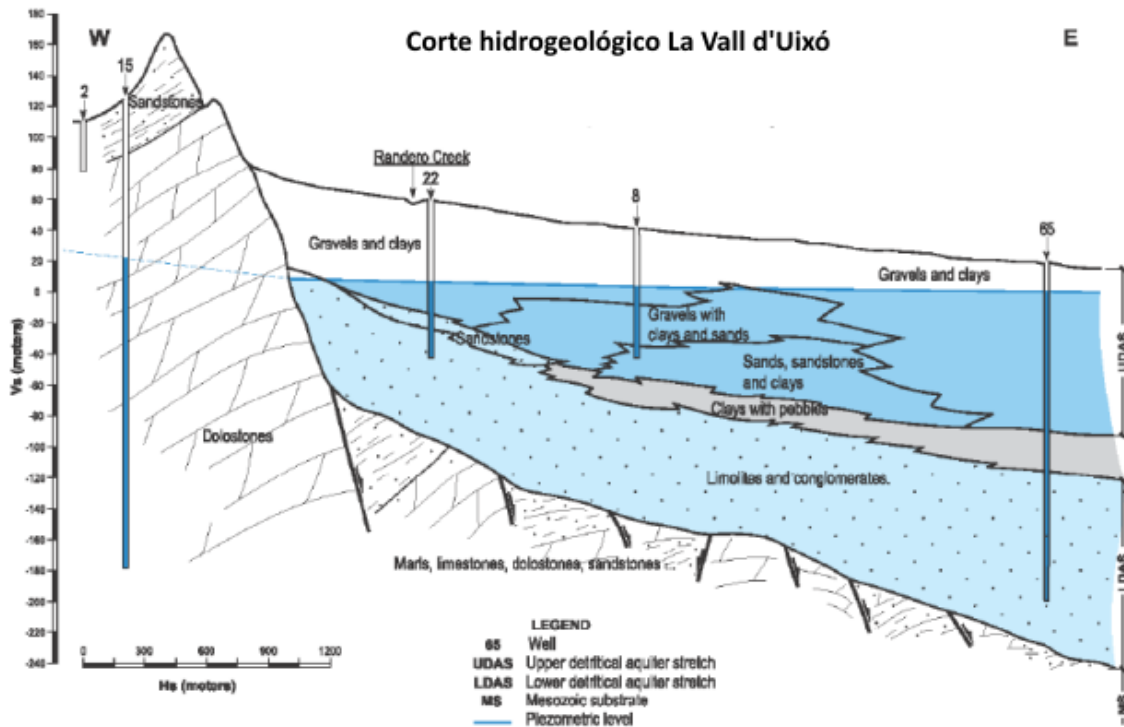 Corte hidrogeológico La Vall d'Uixó
W
E
180
160
140
120
100
80
60
40
20
0
-20
-40
-60
-80
-100
-120
-140
-160
-180
-200
-220
-240
Vs (meters)
2
15
Sandstones
Randero Creek
22
8
65
Gravels and clays
Gravels and clays
Gravels with
clays and sands
Sandstones
Sands, sandstones
and clays
Clays with pebbles
Dolostones
Limolites and conglomerates.
Marls, limestones, dolostones, sandstones ...
UDAS
LDAS
MS
0 300 600 900 1200
Hs (meters)
LEGEND
65 Well
UDAS Upper detritical aquifer stretch
LDAS Lower detritical aquifer stretch
MS Mesozoic substrate
Piezometric level